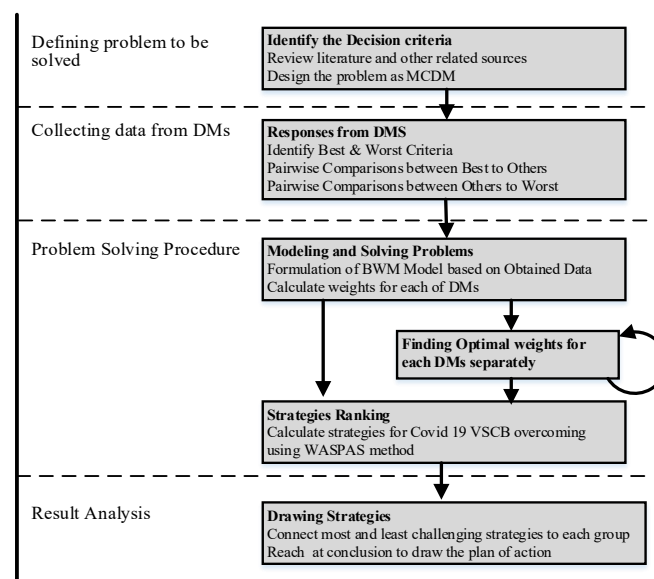 Defining problem to be
solved
Identify the Decision criteria
Review literature and other related sources
Design the problem as MCDM
Collecting data from DMs
Responses from DMS
Identify Best & Worst Criteria
Pairwise Comparisons between Best to Others
Pairwise Comparisons between Others to Worst
Problem Solving Procedure
Modeling and Solving Problems
Formulation of BWM Model based on Obtained Data
Calculate weights for each of DMs
Finding Optimal weights for
each DMs separately
Strategies Ranking
Calculate strategies for Covid 19 VSCB overcoming
using WASPAS method
Result Analysis
Drawing Strategies
Connect most and least challenging strategies to each group
Reach at conclusion to draw the plan of action